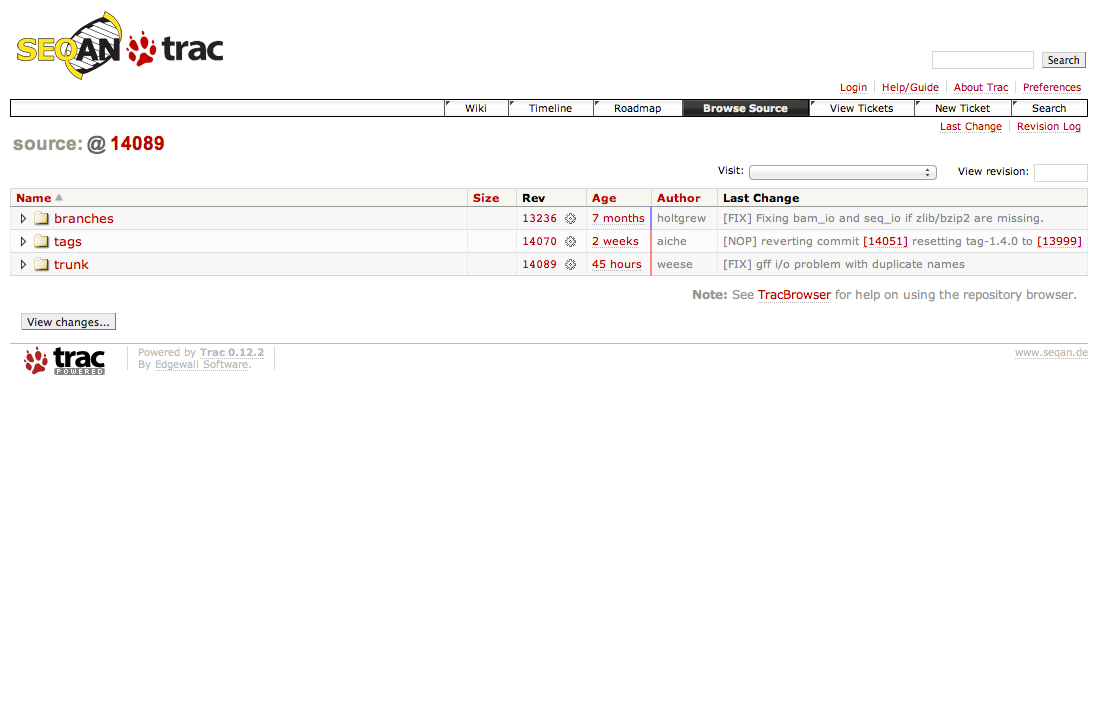 SEQAN trac
Search
Login Help/Guide About Trac Preferences
Wiki Timeline Roadmap Browse Source View Tickets New Ticket Search
Last Change Revision Log
source: @ 14089
Visit: View revision:
Name Size Rev Age Author Last Change
branches 13236 7 months holtgrew [FIX] Fixing bam_io and seq_io if zlib/bzip2 are missing.
tags 14070 2 weeks aiche [NOP] reverting commit [14051] resetting tag-1.4.0 to [13999]
trunk 14089 45 hours weese [FIX] gff i/o problem with duplicate names
Note: See TracBrowser for help on using the repository browser.
View changes...
trac POWERED
Powered by Trac 0.12.2
By Edgewall Software.
www.seqan.de